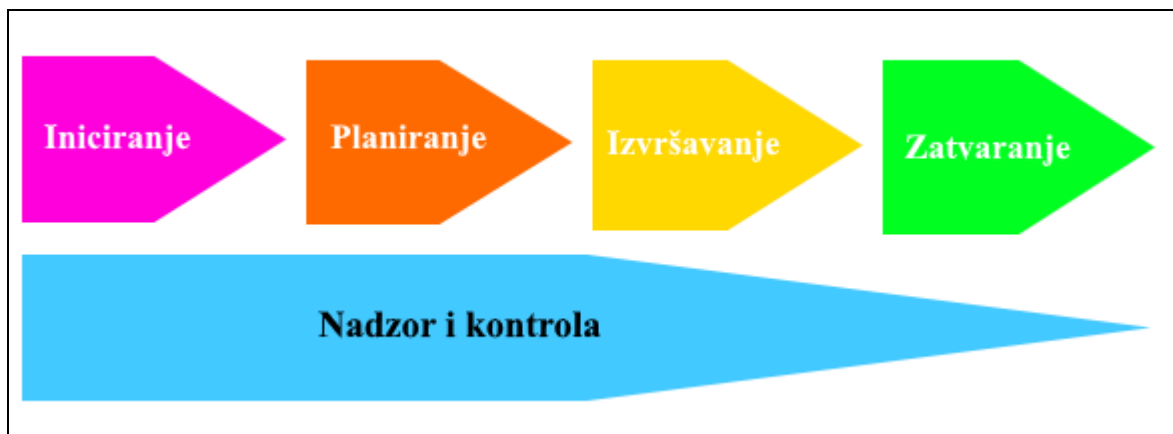 Iniciranje
Planiranje
Izvršavanje
Zatvaranje
Nadzor i kontrola